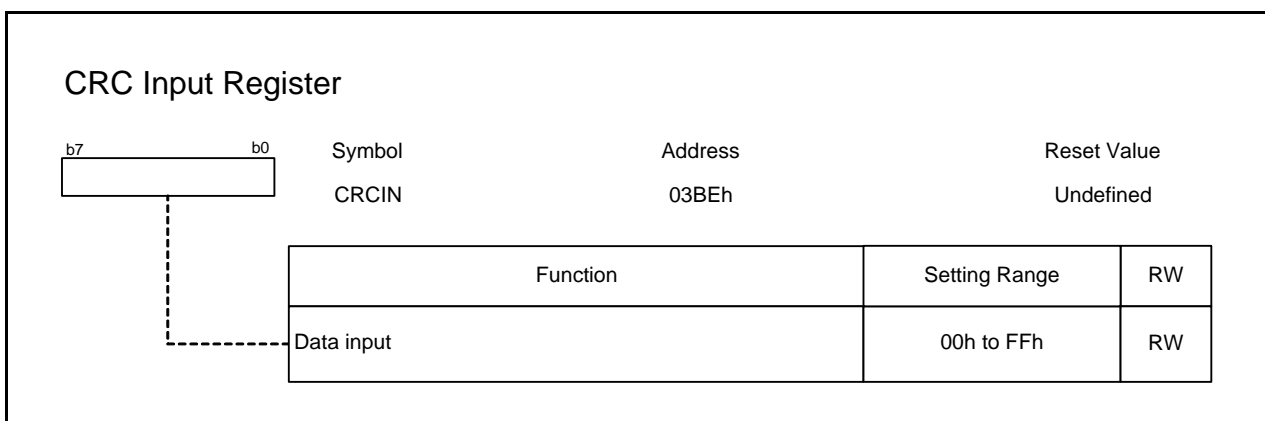 CRC Input Register
b7 b0 Symbol Address Reset Value
CRCIN 03BEh Undefined
Function Setting Range RW
Data input 00h to FFh RW